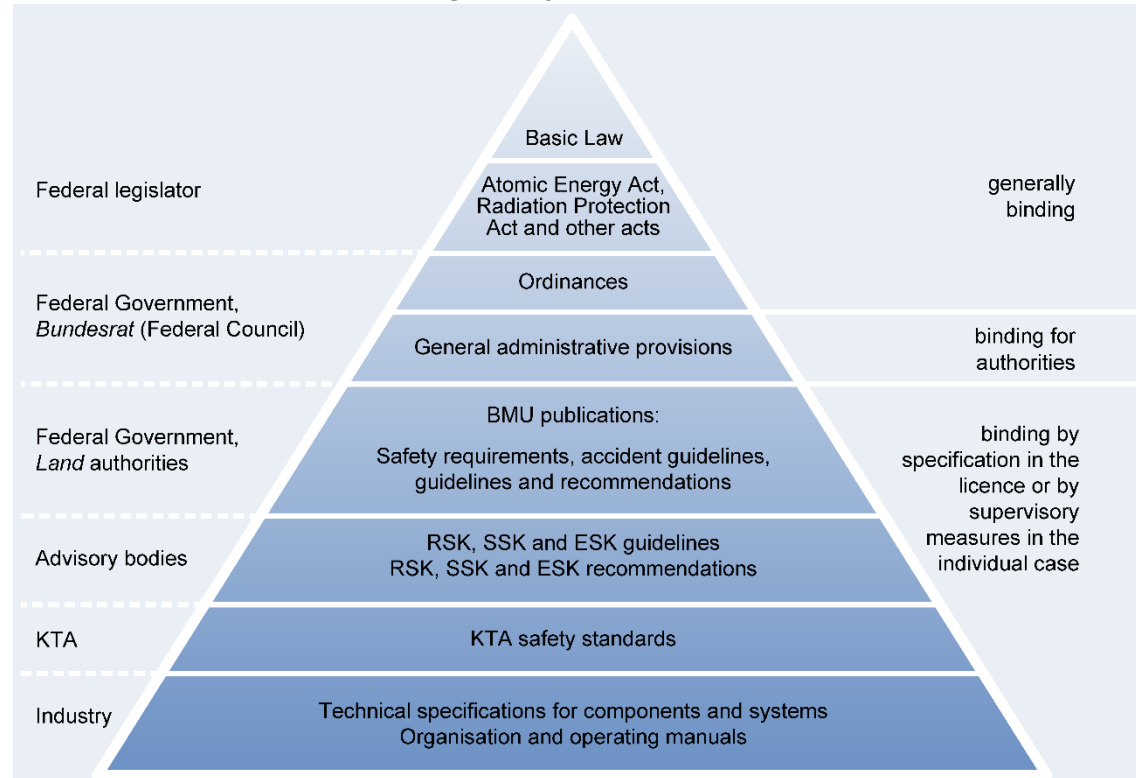 Basic Law
Federal legislator
Atomic Energy Act,
Radiation Protection
Act and other acts
generally
binding
Ordinances
Federal Government,
Bundesrat (Federal Council)
General administrative provisions
binding for
authorities
BMU publications:
Safety requirements, accident guidelines,
guidelines and recommendations
Federal Government,
Land authorities
binding by
specification in the
licence or by
supervisory
measures in the
individual case
Advisory bodies
RSK, SSK and ESK guidelines
RSK, SSK and ESK recommendations
KTA
KTA safety standards
Industry
Technical specifications for components and systems
Organisation and operating manuals